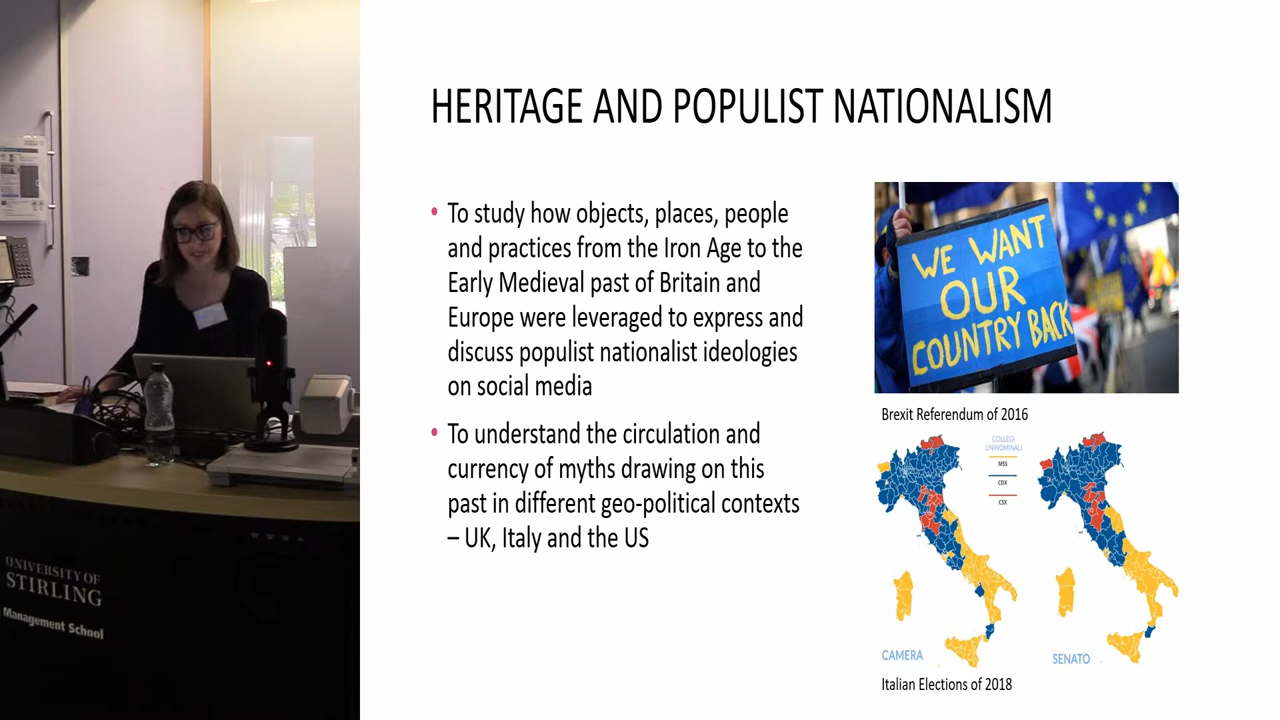 HERITAGE AND POPULIST NATIONALISM
• To study how objects, places, people
and practices from the Iron Age to the
Early Medieval past of Britain and
Europe were leveraged to express and
discuss populist nationalist ideologies
on social media
• To understand the circulation and
currency of myths drawing on this
past in different geo-political contexts
– UK, Italy and the US
WE WANT
OUR
COUNTRY BACK
Brexit Referendum of 2016
COLLEGI
UNINOMINALI
M5S
CDX
CSX
CAMERA
SENATO
Italian Elections of 2018
UNIVERSITY OF
STIRLING
Management School